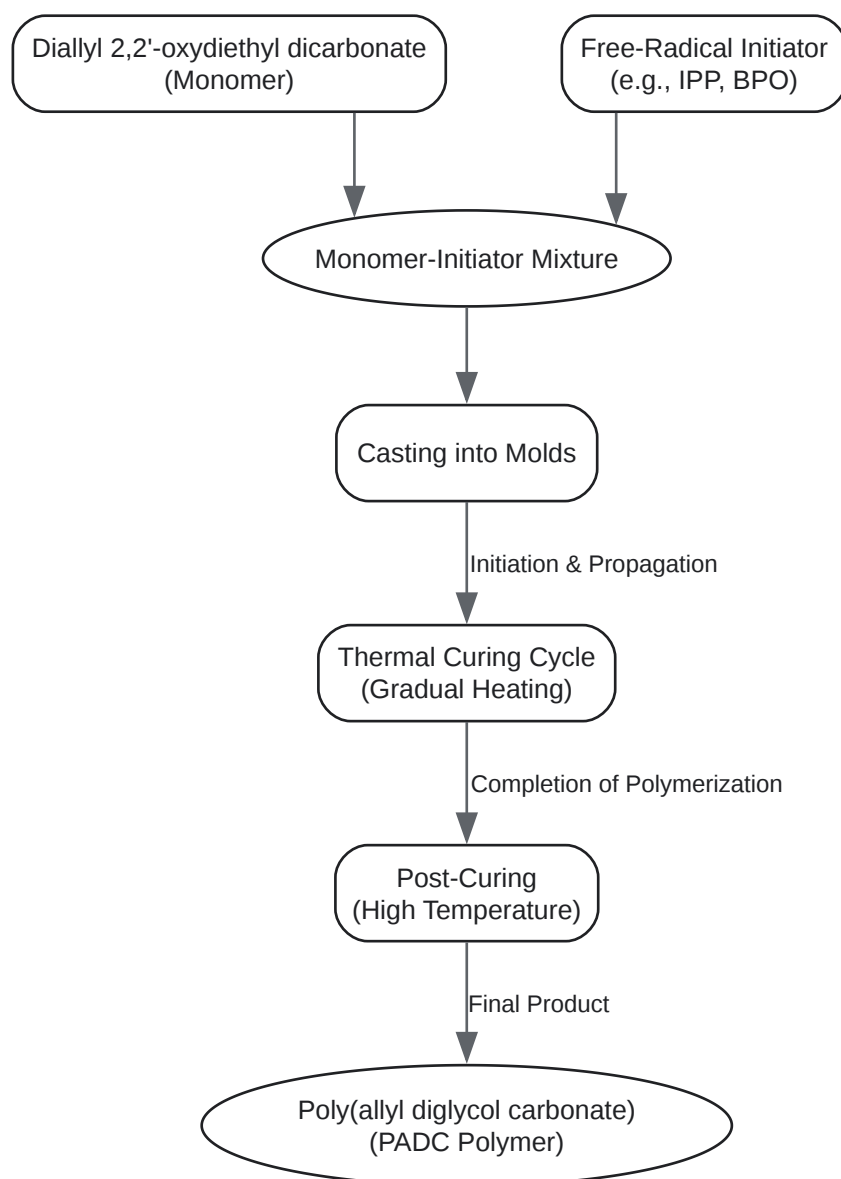 Diallyl 2,2'-oxydiethyl dicarbonate
(Monomer)
Free-Radical Initiator
(e.g., IPP, BPO)
Monomer-Initiator Mixture
Casting into Molds
Initiation & Propagation
Thermal Curing Cycle
(Gradual Heating)
Completion of Polymerization
Post-Curing
(High Temperature)
Final Product
Poly(allyl diglycol carbonate)
(PADC Polymer)